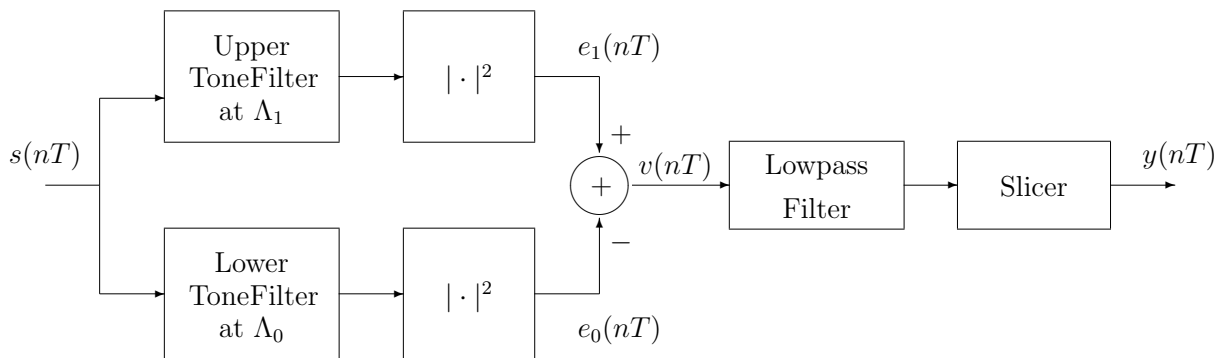 Upper
ToneFilter
at Λ₁
| · |²
e₁(nT)
+
s(nT)
+
v(nT)
Lowpass
Filter
Slicer
y(nT)
−
Lower
ToneFilter
at Λ₀
| · |²
e₀(nT)